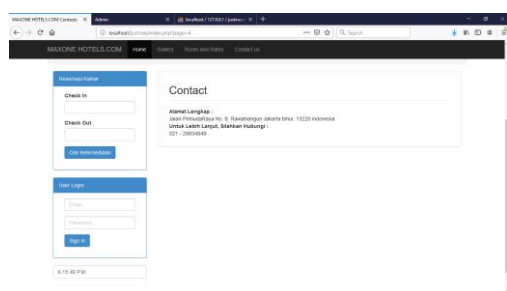 MAXONE HOTELS.COM Contacts
Admin
localhost / 127.0.0.1 / justinea
localhost/justinea/index.php?page=4
Search
MAXONE HOTELS.COM Home Gallery Room and Rates Contact us
Reservasi Kamar
Check In
Check Out
Cek Ketersediaan
User Login
Email
Password
Sign in
6:15:49 PM
Contact
Alamat Lengkap :
Jalan PemudaRaya No. 9, Rawamangun Jakarta timur, 13220 Indonesia
Untuk Lebih Lanjut, Silahkan Hubungi :
021 - 29834949